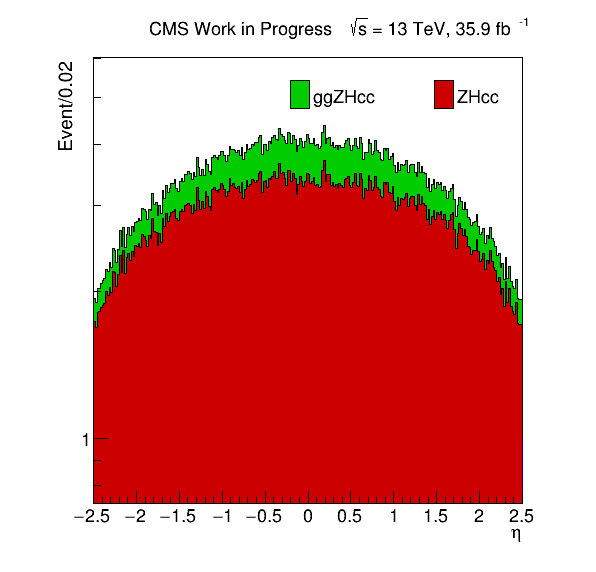 CMS Work in Progress √s = 13 TeV, 35.9 fb -1
Event/0.02
ggZHcc ZHcc
1
−2.5 −2 −1.5 −1 −0.5 0 0.5 1 1.5 2 2.5
η